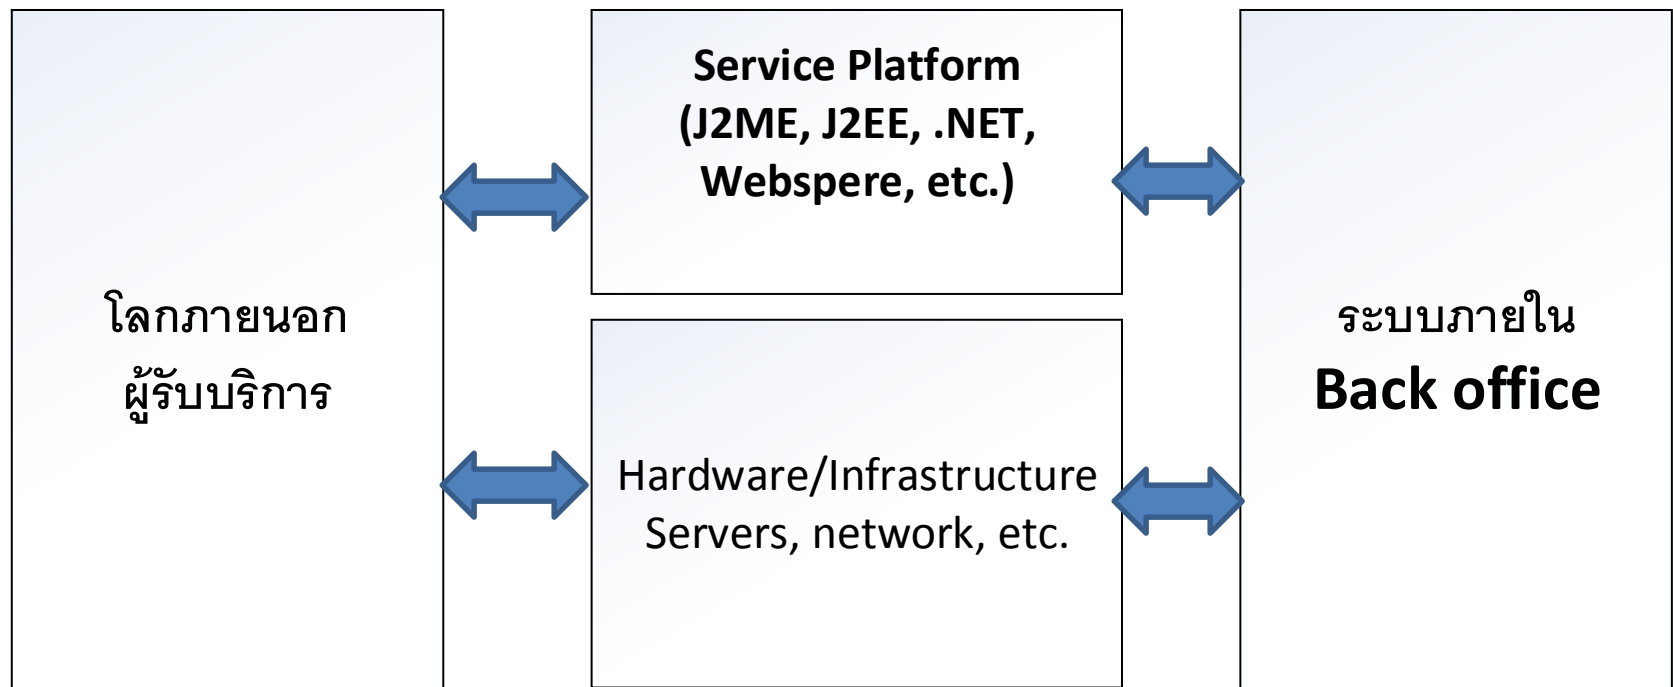 โลกภายนอก
ผู้รับบริการ
Service Platform
(J2ME, J2EE, .NET,
Webspere, etc.)
Hardware/Infrastructure
Servers, network, etc.
ระบบภายใน
Back office